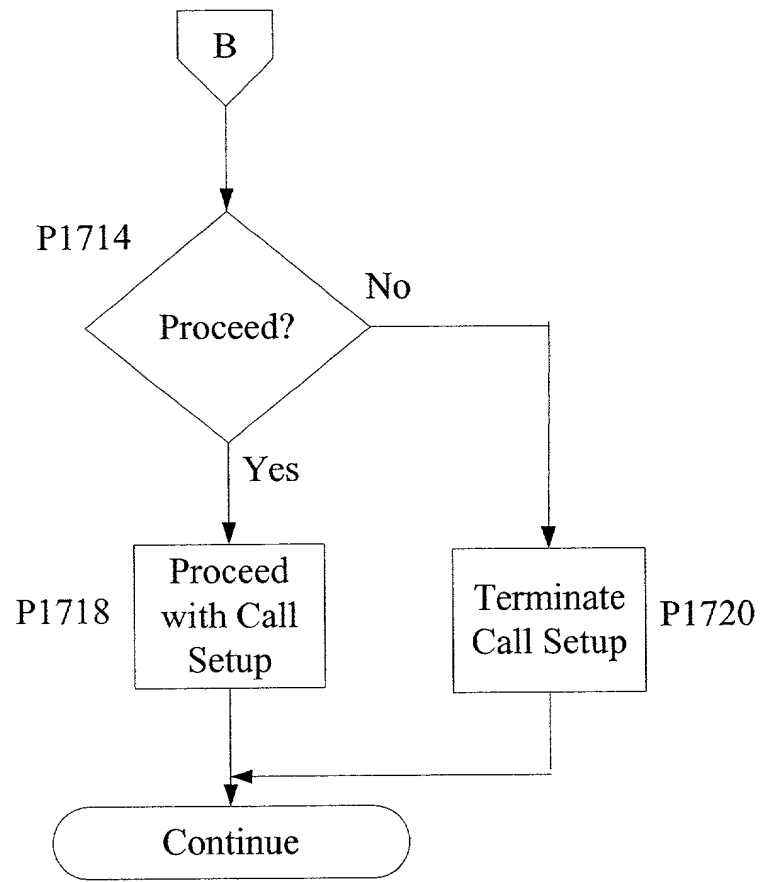 B
P1714
No
Proceed?
Yes
Proceed
with Call
Setup
P1718
Terminate
Call Setup
P1720
Continue